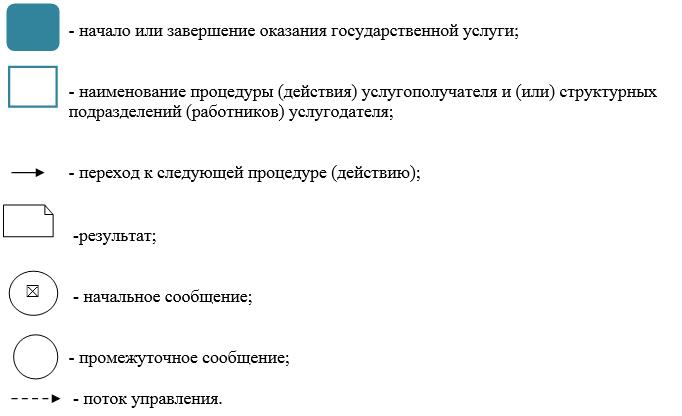 - начало или завершение оказания государственной услуги;
- наименование процедуры (действия) услугополучателя и (или) структурных
подразделений (работников) услугодателя;
- переход к следующей процедуре (действию);
-результат;
- начальное сообщение;
- промежуточное сообщение;
- поток управления.